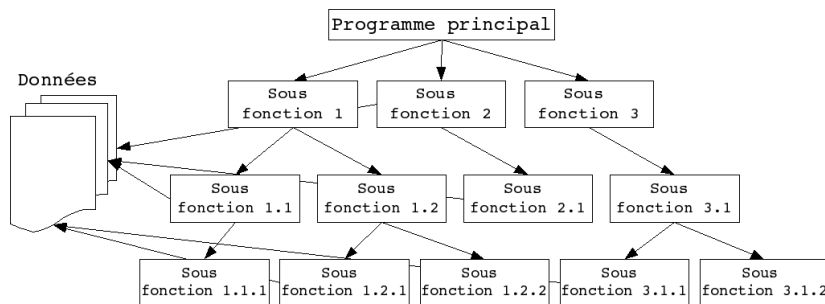 Programme principal
Données
Sous
fonction 1
Sous
fonction 2
Sous
fonction 3
Sous
fonction 1.1
Sous
fonction 1.2
Sous
fonction 2.1
Sous
fonction 3.1
Sous
fonction 1.1.1
Sous
fonction 1.2.1
Sous
fonction 1.2.2
Sous
fonction 3.1.1
Sous
fonction 3.1.2